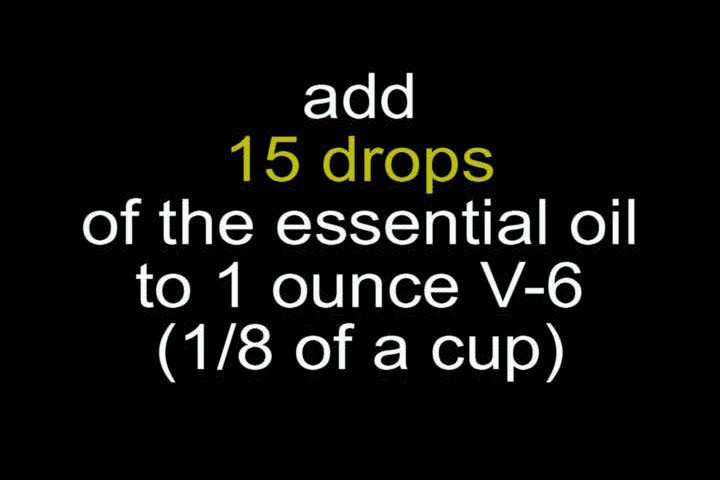 add
15 drops
of the essential oil
to 1 ounce V-6
(1/8 of a cup)